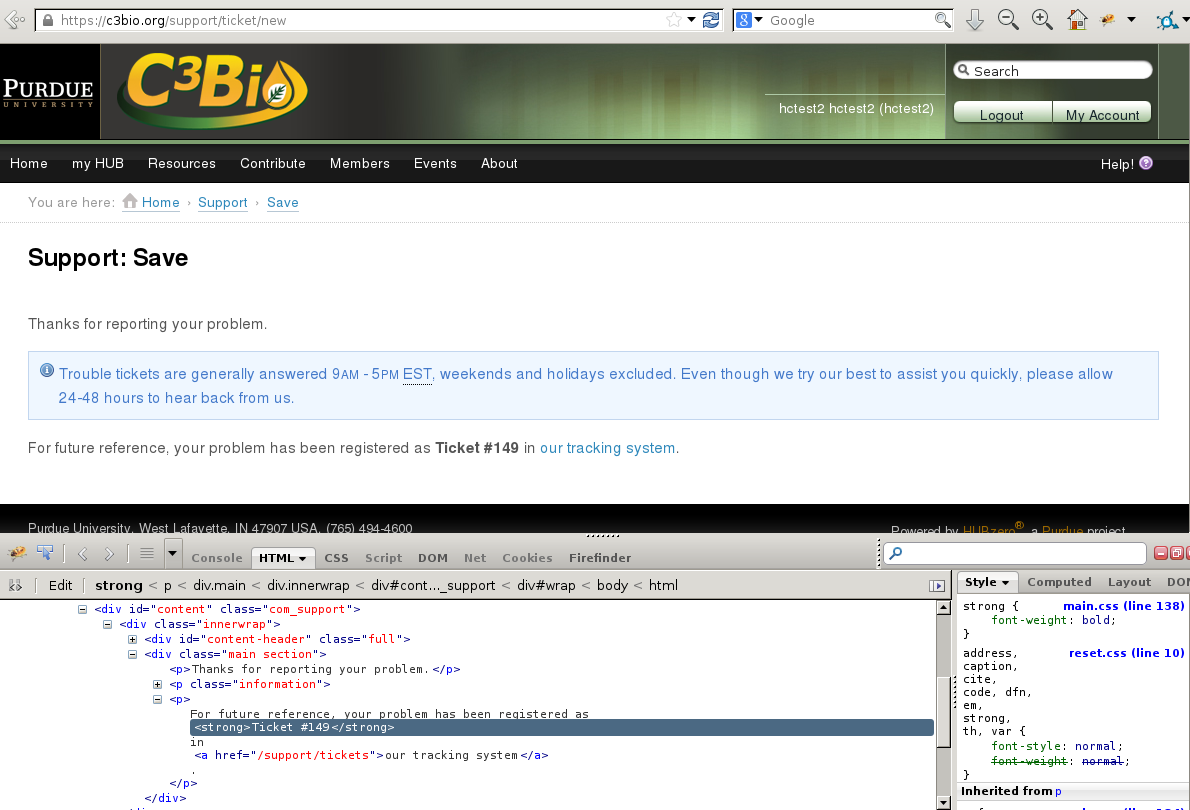 https://c3bio.org/support/ticket/new
8 Google
PURDUE
UNIVERSITY
C3Bio
hctest2 hctest2 (hctest2)
Search
Logout My Account
Home my HUB Resources Contribute Members Events About Help! ?
You are here: Home › Support › Save
Support: Save
Thanks for reporting your problem.
i Trouble tickets are generally answered 9AM - 5PM EST, weekends and holidays excluded. Even though we try our best to assist you quickly, please allow
24-48 hours to hear back from us.
For future reference, your problem has been registered as Ticket #149 in our tracking system.
Purdue University, West Lafayette, IN 47907 USA, (765) 494-4600
Powered by HUBzero®, a Purdue project
Console HTML CSS Script DOM Net Cookies Firefinder
Edit strong < p < div.main < div.innerwrap < div#cont..._support < div#wrap < body < html
<div id="content" class="com_support">
<div class="innerwrap">
<div id="content-header" class="full">
<div class="main section">
<p>Thanks for reporting your problem.</p>
<p class="information">
<p>
For future reference, your problem has been registered as
<strong>Ticket #149</strong>
in
<a href="/support/tickets">our tracking system</a>
.
</p>
</div>
Style Computed Layout DOM
strong { main.css (line 138)
font-weight: bold;
}
address, reset.css (line 10)
caption,
cite,
code, dfn,
em,
strong,
th, var {
font-style: normal;
font-weight: normal;
}
Inherited from p